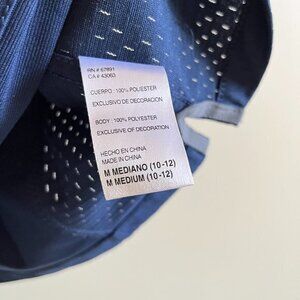 RN # 67891
CA # 43063
CUERPO : 100% POLIESTER
EXCLUSIVO DE DECORACION
BODY : 100% POLYESTER
EXCLUSIVE OF DECORATION
HECHO EN CHINA
MADE IN CHINA
M MEDIANO (10-12)
M MEDIUM (10-12)